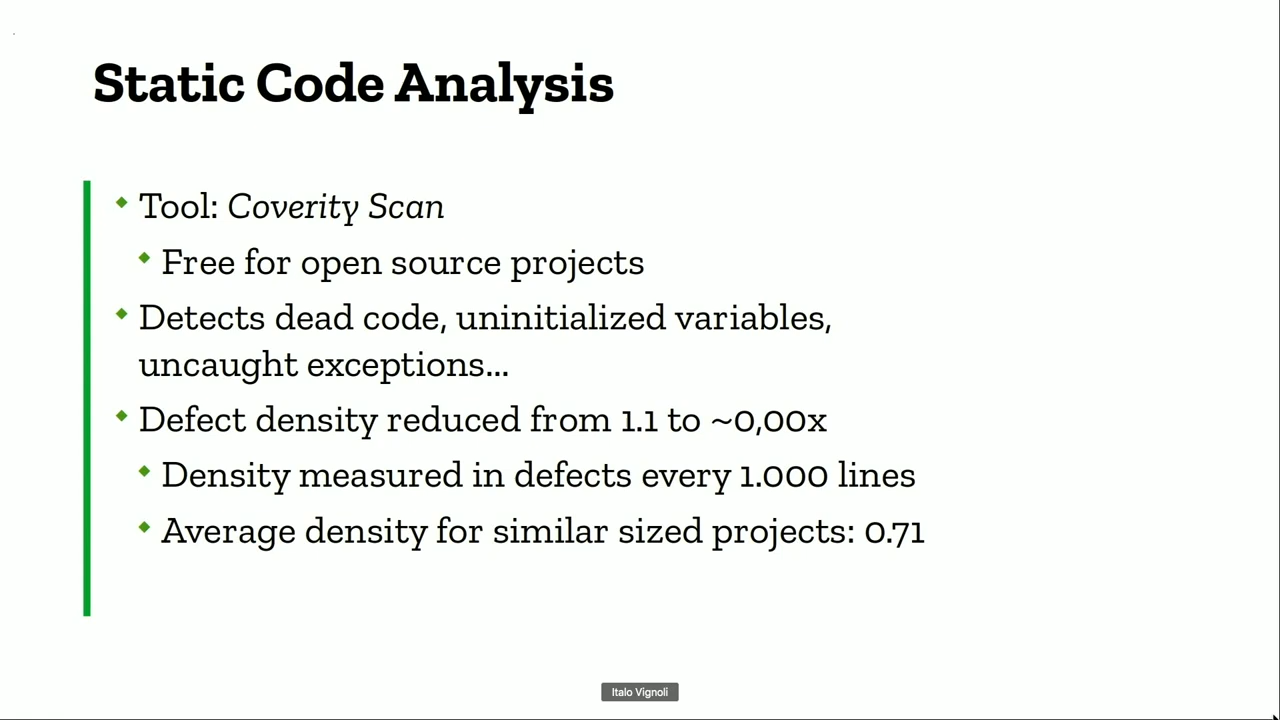 Static Code Analysis
Tool: Coverity Scan
Free for open source projects
Detects dead code, uninitialized variables,
uncaught exceptions...
Defect density reduced from 1.1 to ~0,00x
Density measured in defects every 1.000 lines
Average density for similar sized projects: 0.71
Italo Vignoli